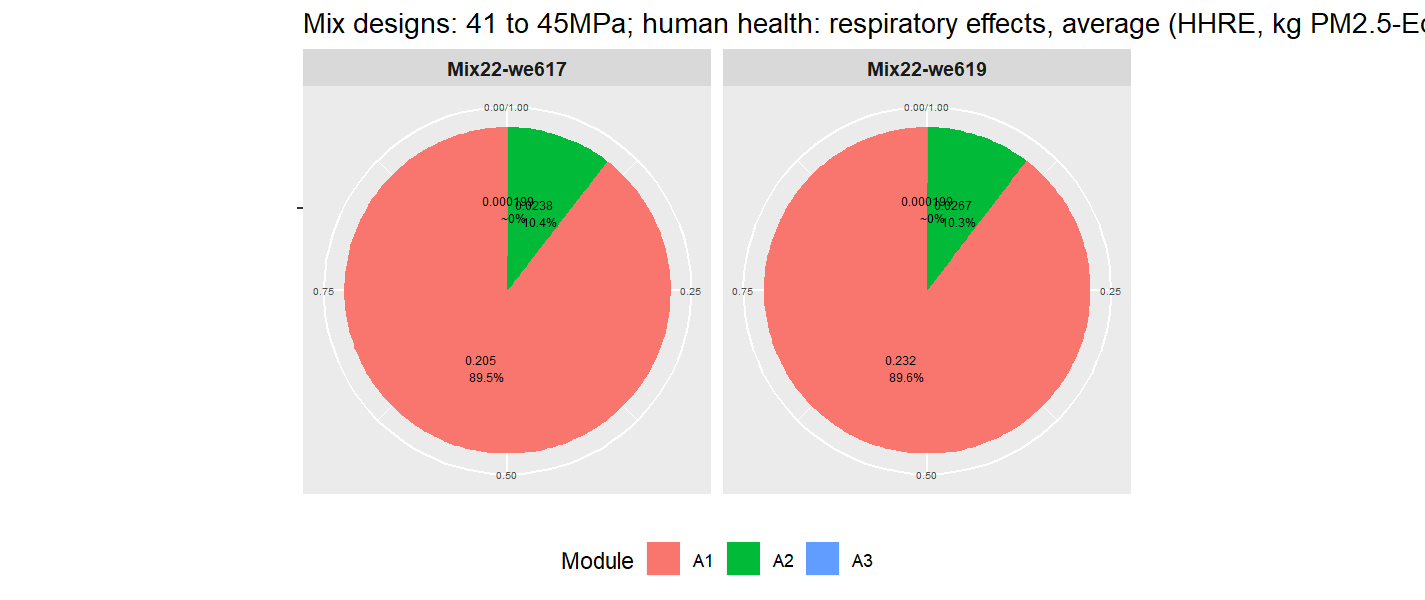 Mix designs: 41 to 45MPa; human health: respiratory effects, average (HHRE, kg PM2.5-Ec
Mix22-we617
Mix22-we619
0.00/1.00
0.00/1.00
0.000199
0.0238
~0%
10.4%
0.000199
0.0267
~0%
10.3%
0.75
0.25
0.75
0.25
0.205
89.5%
0.232
89.6%
0.50
0.50
Module
A1
A2
A3